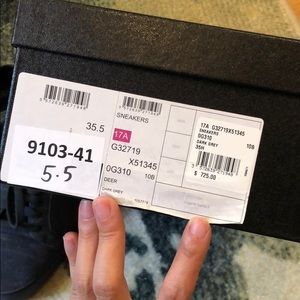 35.5
9103-41
5.5
SNEAKERS
17A
G32719
X51345
0G310
10B
DEER
DARK GREY
17A G32719X51345
SNEAKERS
0G310
10B
DARK GREY
35H
$ 725.00